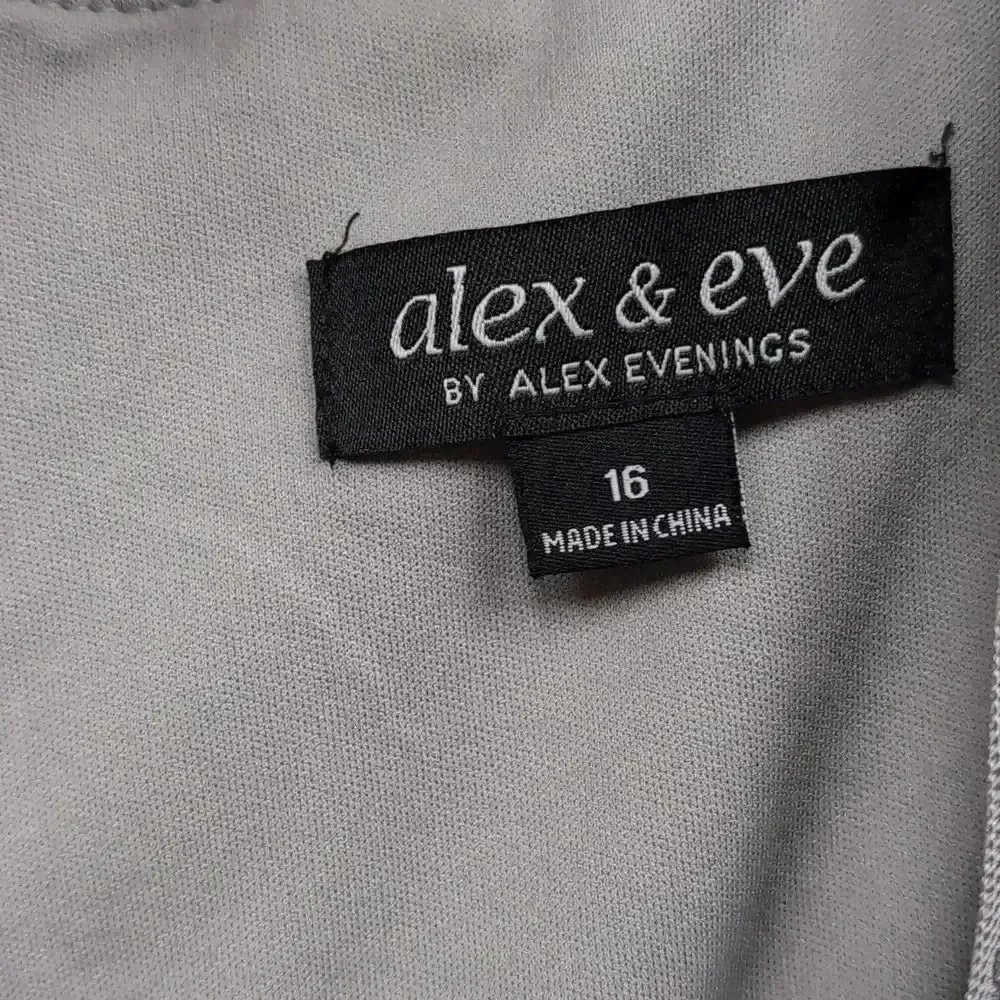 alex & eve
BY ALEX EVENINGS
16
MADE IN CHINA